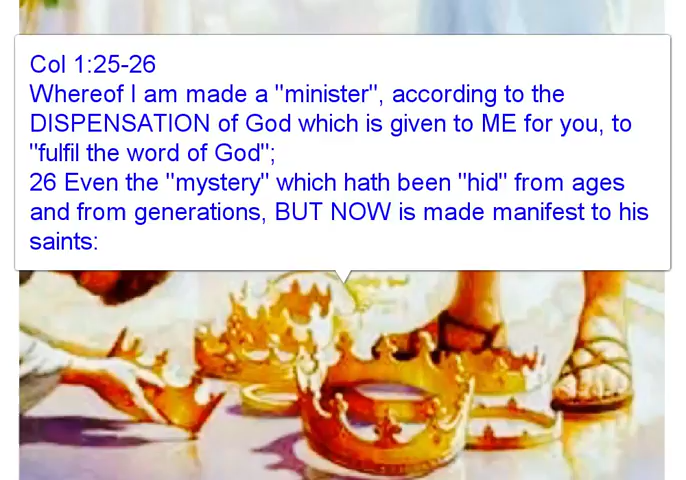 Col 1:25-26
Whereof I am made a "minister", according to the
DISPENSATION of God which is given to ME for you, to
"fulfil the word of God";
26 Even the "mystery" which hath been "hid" from ages
and from generations, BUT NOW is made manifest to his
saints: